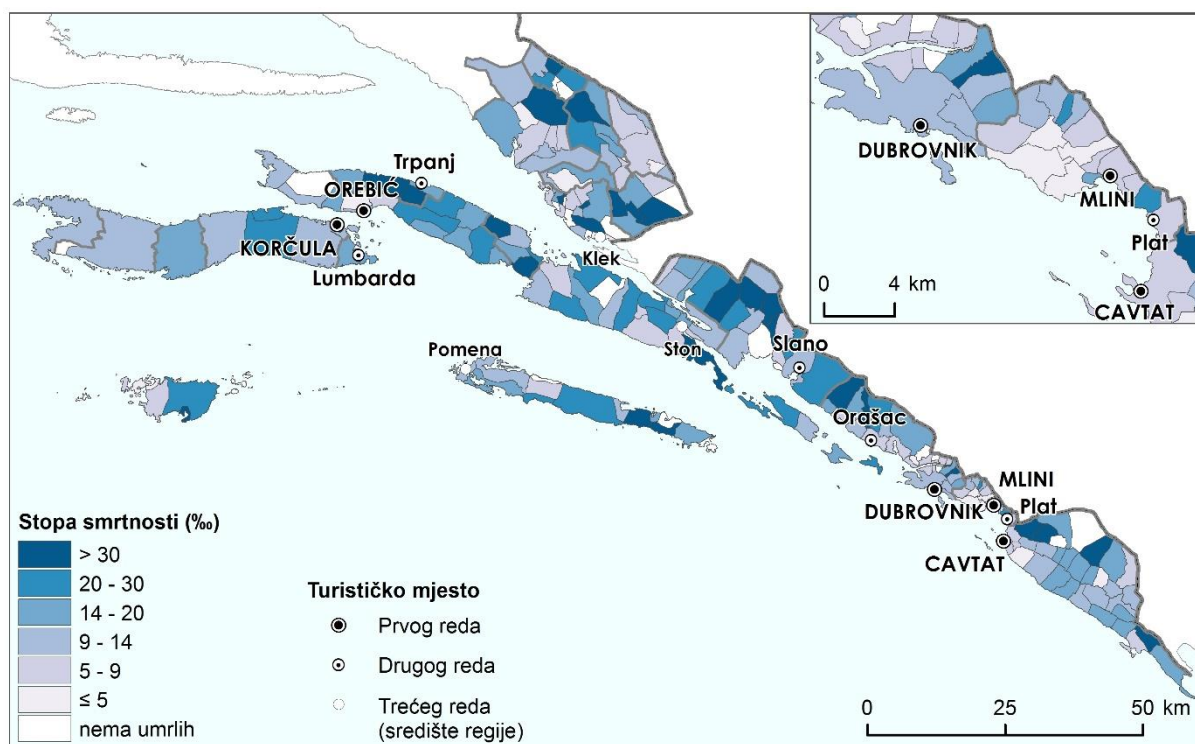 Trpanj
OREBIĆ
KORČULA
Lumbarda
Klek
Pomena
Ston
Slano
Orašac
DUBROVNIK
MLINI
Plat
CAVTAT
DUBROVNIK
MLINI
Plat
CAVTAT
0 4 km
Stopa smrtnosti (‰)
> 30
20 - 30
14 - 20
9 - 14
5 - 9
≤ 5
nema umrlih
Turističko mjesto
Prvog reda
Drugog reda
Trećeg reda
(središte regije)
0 25 50 km